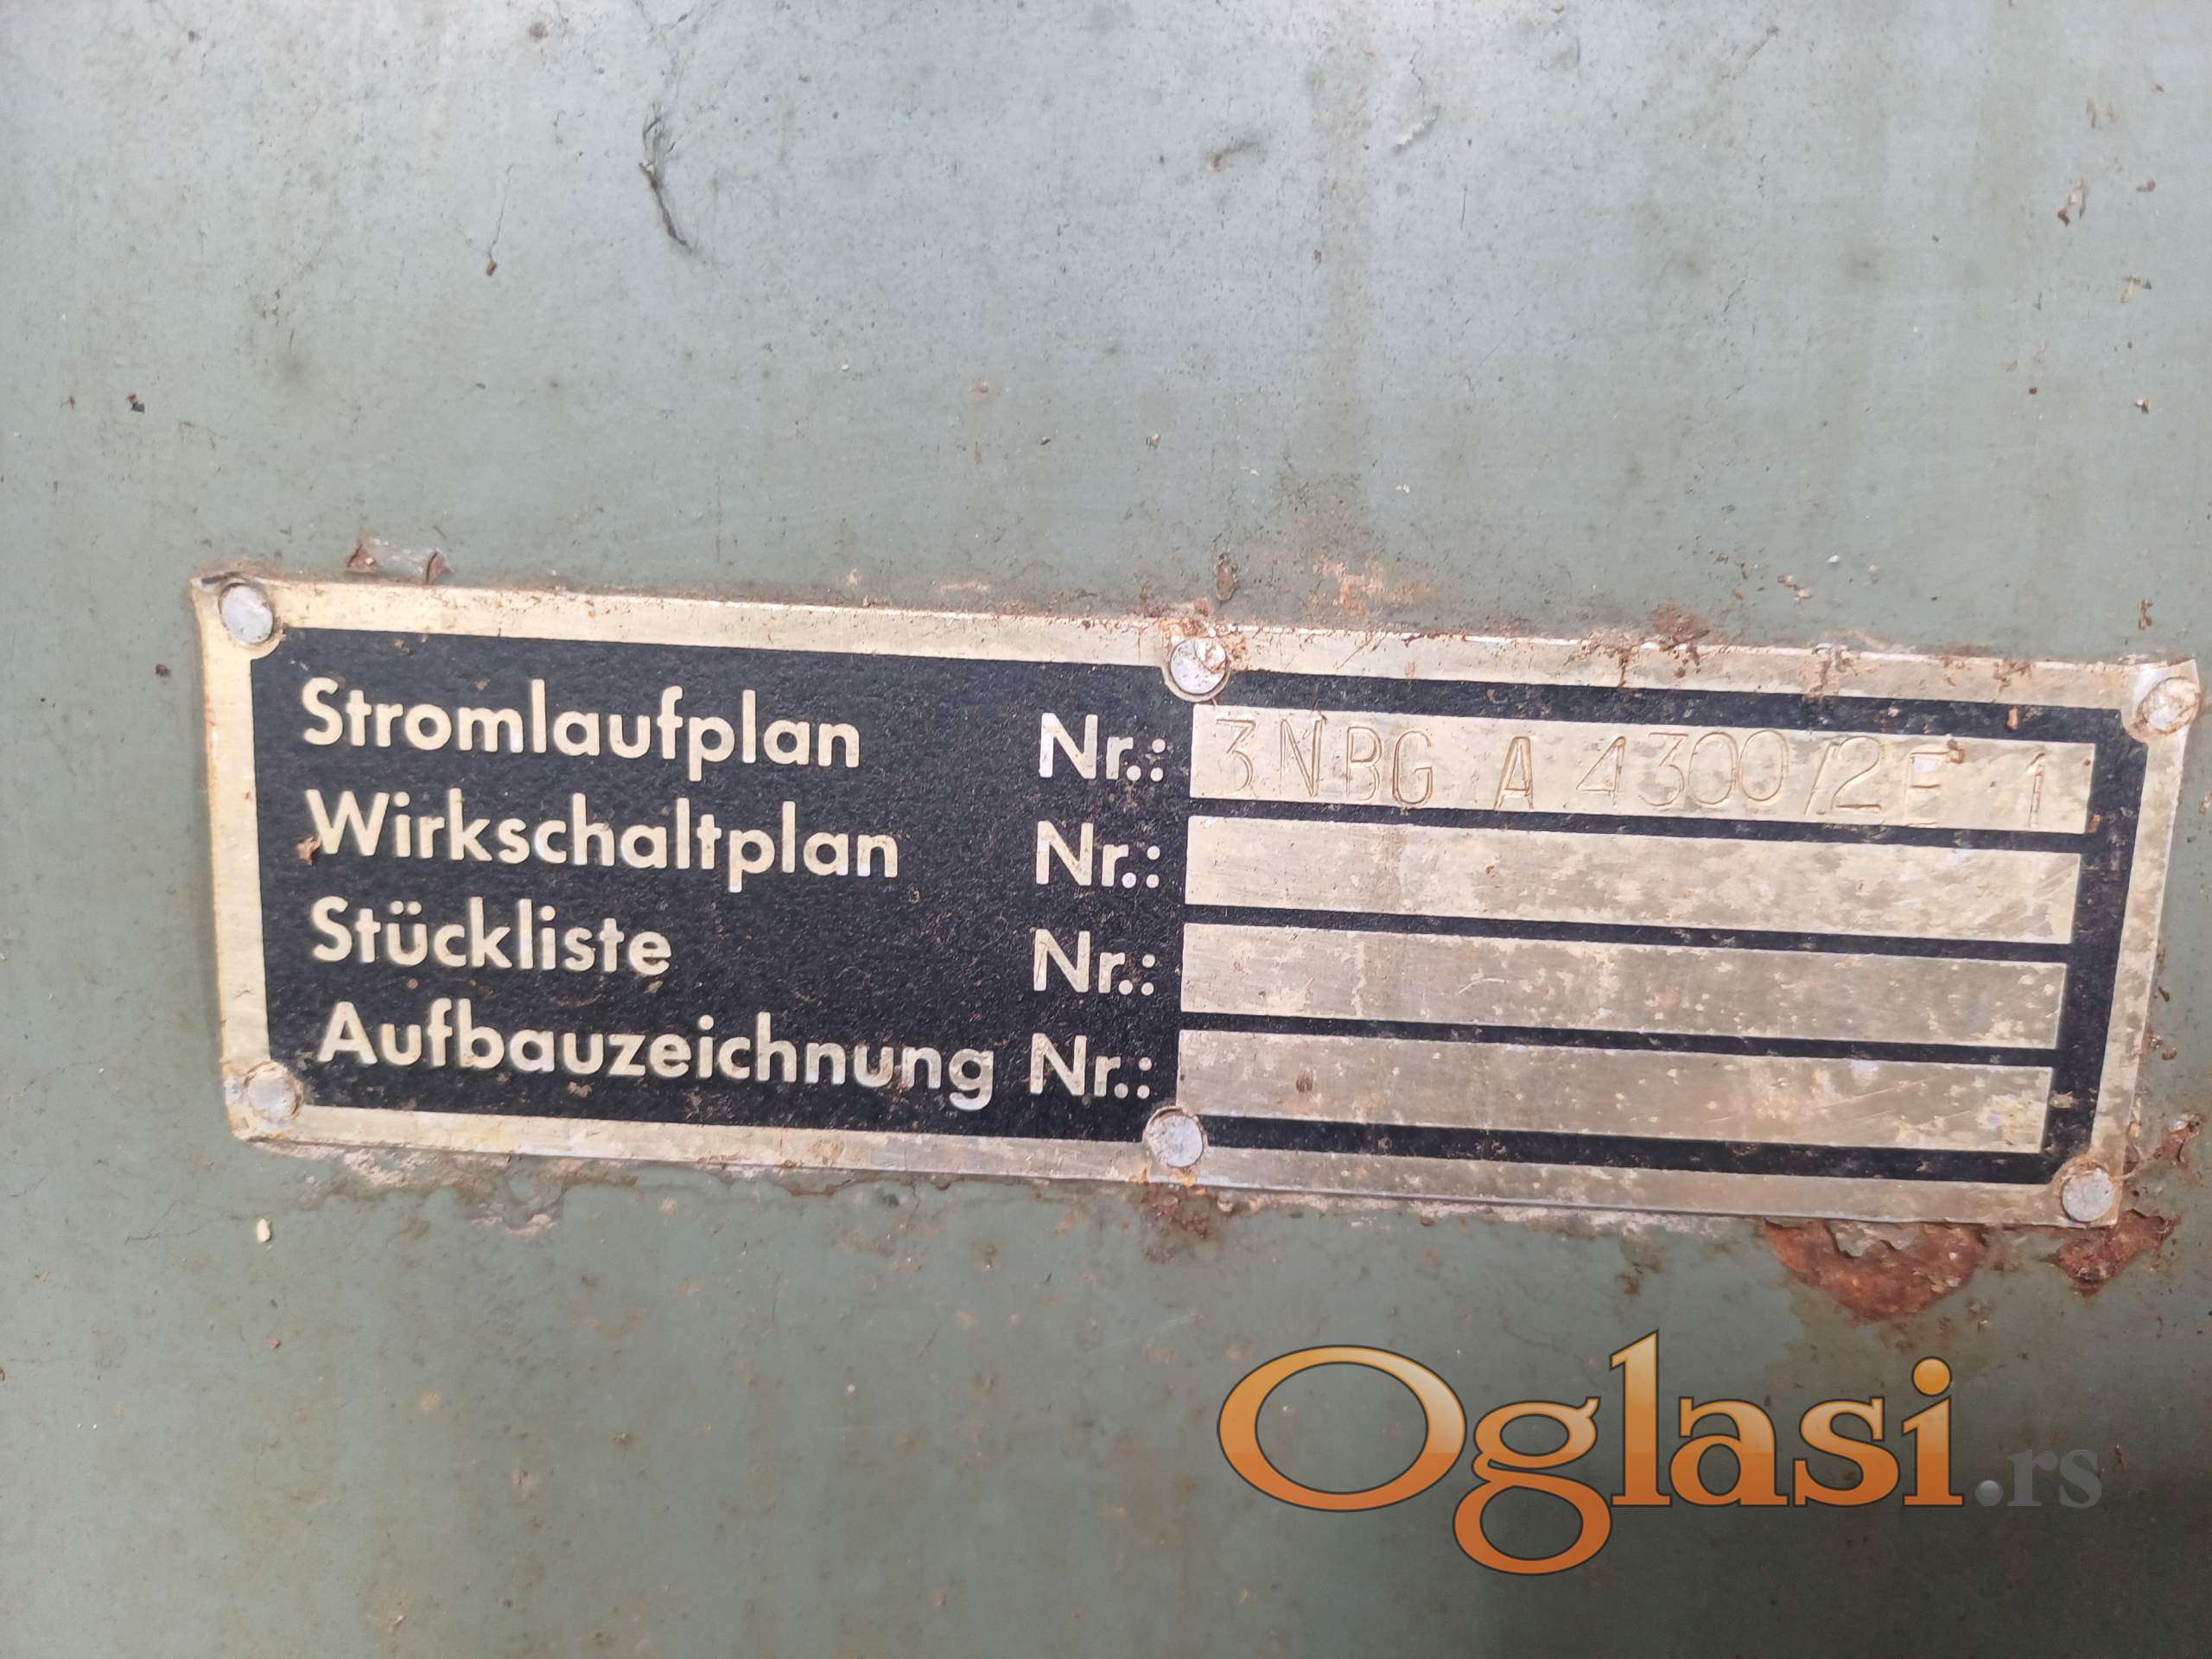 Stromlaufplan Nr.: 3NBG A 4300/2E 1
Wirkschaltplan Nr.:
Stückliste Nr.:
Aufbauzeichnung Nr.:
Oglasi.rs